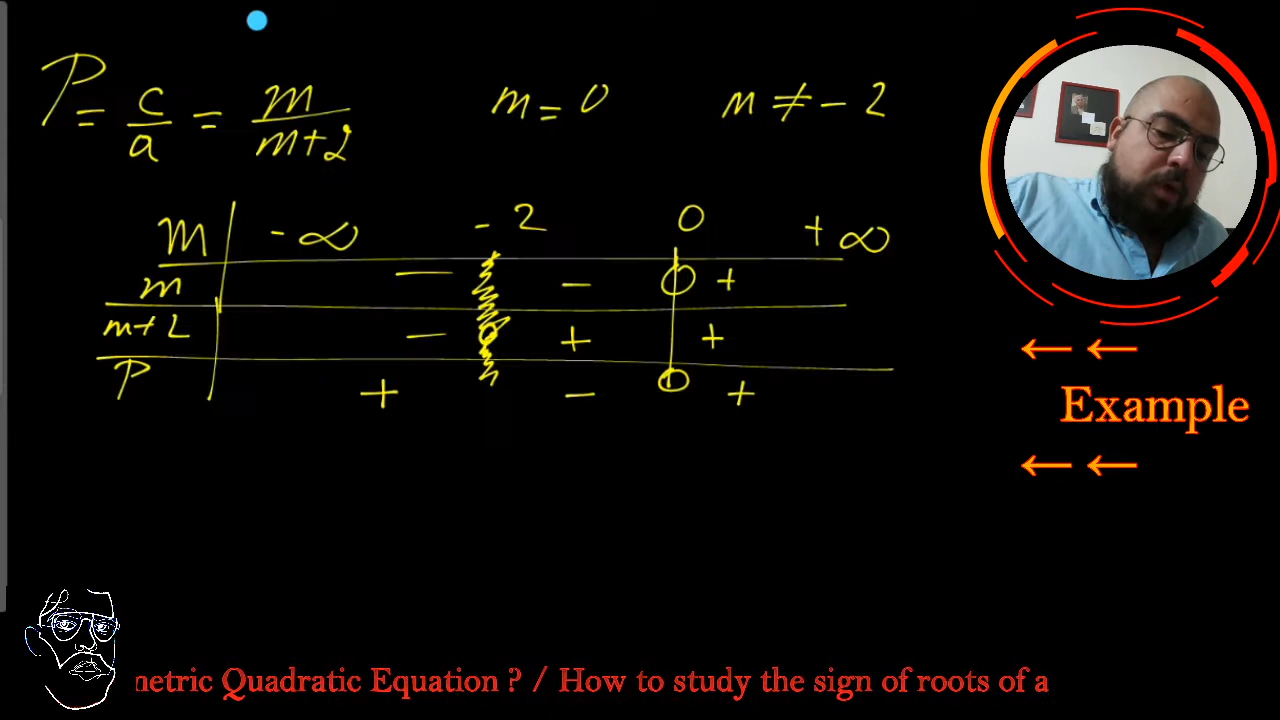 P = c/a = m/m+2 m = 0 m ≠ - 2
m - ∞ - 2 0 + ∞
m — - 0 +
m+2 - 0 + +
P + - 0 +
←← 
Example
←←
netric Quadratic Equation ? / How to study the sign of roots of a